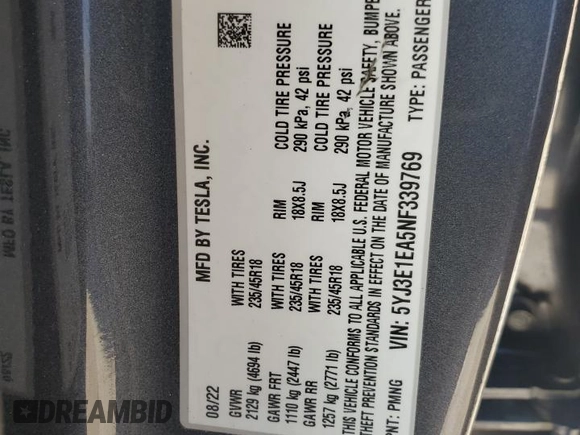 MFD BY TESLA, INC.
08/22
GVWR
2129 kg (4694 lb)
WITH TIRES
235/45R18
GAWR FRT
1110 kg (2447 lb)
WITH TIRES
235/45R18
RIM
18X8.5J
COLD TIRE PRESSURE
290 kPa, 42 psi
GAWR RR
1257 kg (2771 lb)
WITH TIRES
235/45R18
RIM
18X8.5J
COLD TIRE PRESSURE
290 kPa, 42 psi
THIS VEHICLE CONFORMS TO ALL APPLICABLE U.S. FEDERAL MOTOR VEHICLE SAFETY, BUMPE
THEFT PREVENTION STANDARDS IN EFFECT ON THE DATE OF MANUFACTURE SHOWN ABOVE.
PNT: PMNG VIN: 5YJ3E1EA5NF339769 TYPE: PASSENGER
DREAMBID